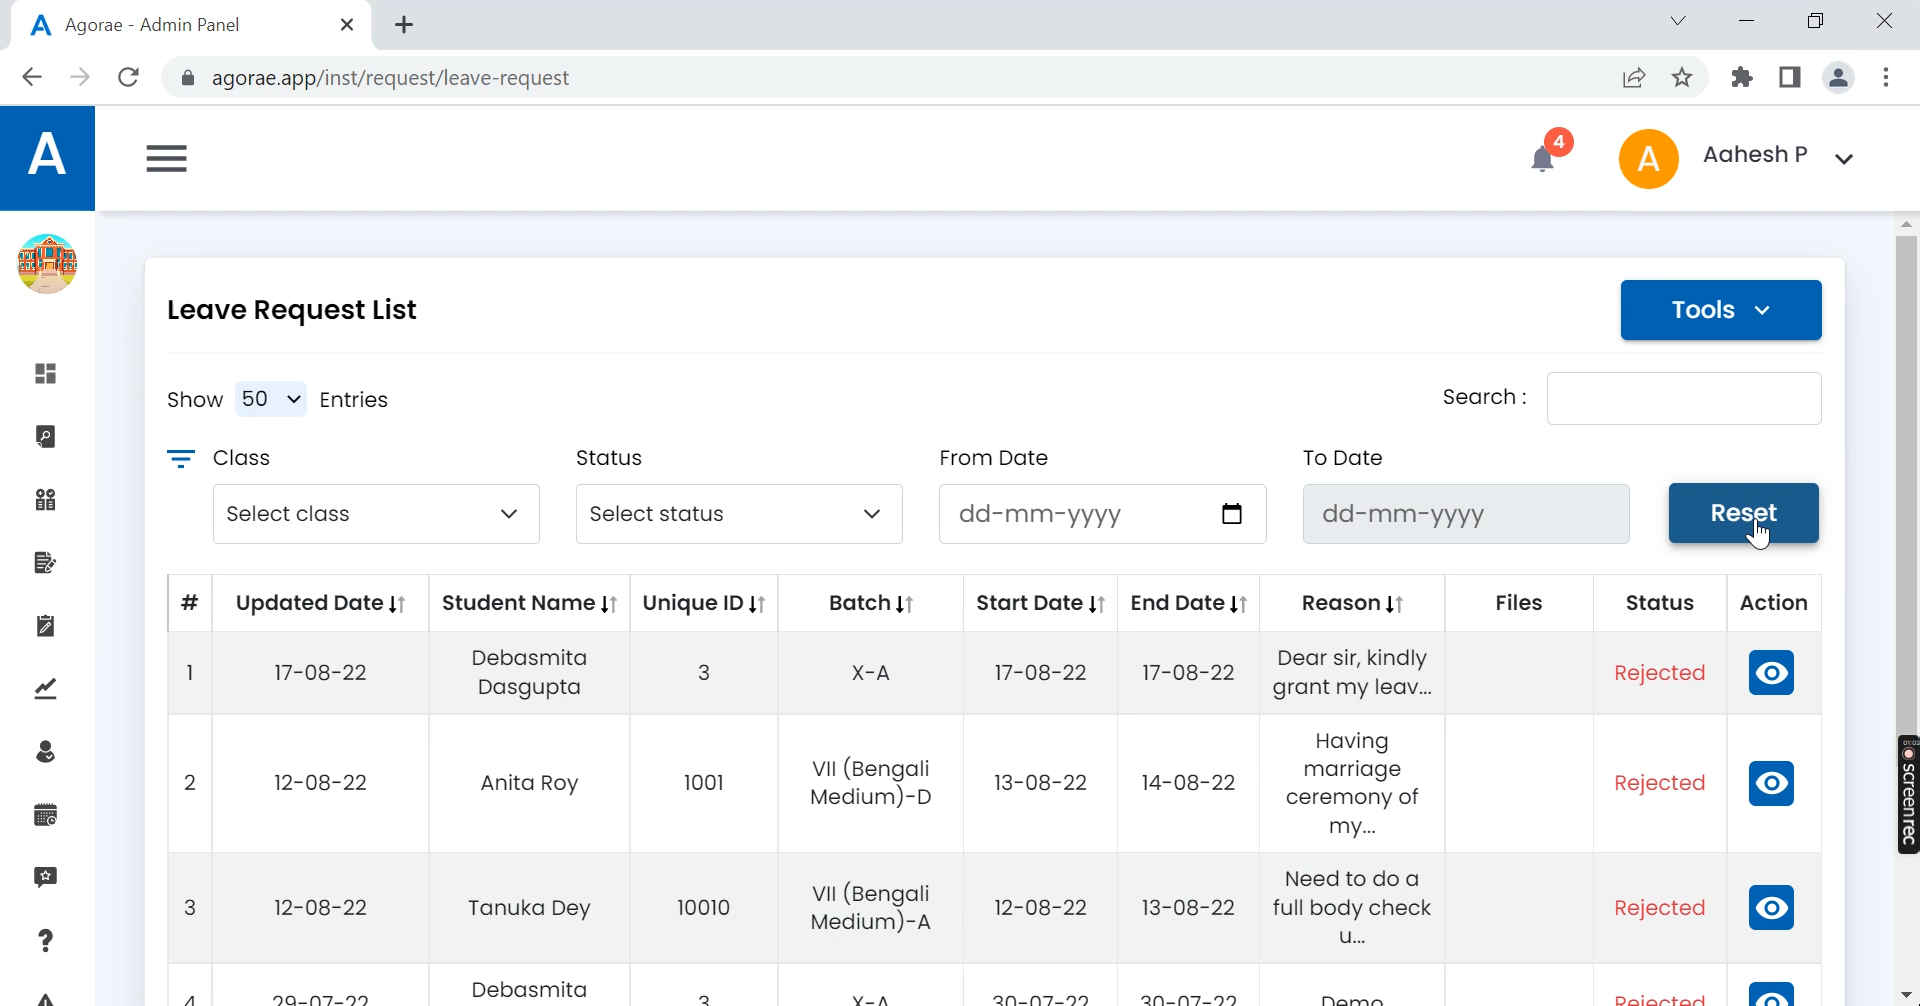 Agorae - Admin Panel
agorae.app/inst/request/leave-request
A
4
A
Aahesh P
Leave Request List
Tools
Show 50 Entries
Search :
Class
Status
From Date
To Date
Select class
Select status
dd-mm-yyyy
dd-mm-yyyy
Reset
# Updated Date Student Name Unique ID Batch Start Date End Date Reason Files Status Action
1 17-08-22 Debasmita Dasgupta 3 X-A 17-08-22 17-08-22 Dear sir, kindly grant my leav... Rejected
2 12-08-22 Anita Roy 1001 VII (Bengali Medium)-D 13-08-22 14-08-22 Having marriage ceremony of my... Rejected
3 12-08-22 Tanuka Dey 10010 VII (Bengali Medium)-A 12-08-22 13-08-22 Need to do a full body check u... Rejected
4 29-07-22 Debasmita 3 X-A 30-07-22 30-07-22 Demo Rejected
screenrec